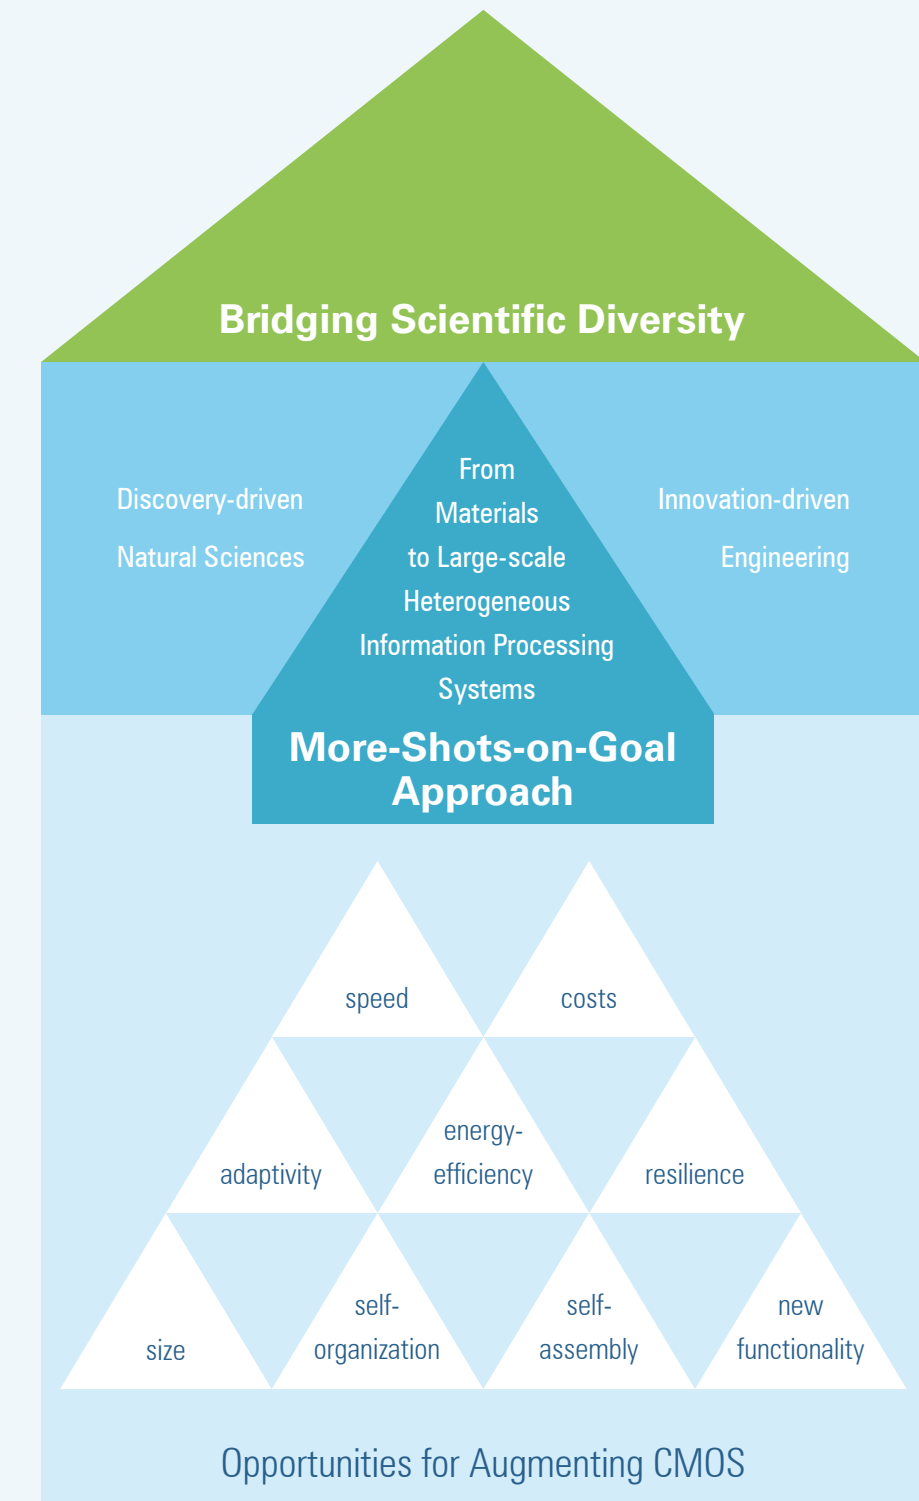 Bridging Scientific Diversity
Discovery-driven
Natural Sciences
From
Materials
to Large-scale
Heterogeneous
Information Processing
Systems
Innovation-driven
Engineering
More-Shots-on-Goal
Approach
speed
costs
adaptivity
energy-
efficiency
resilience
size
self-
organization
self-
assembly
new
functionality
Opportunities for Augmenting CMOS